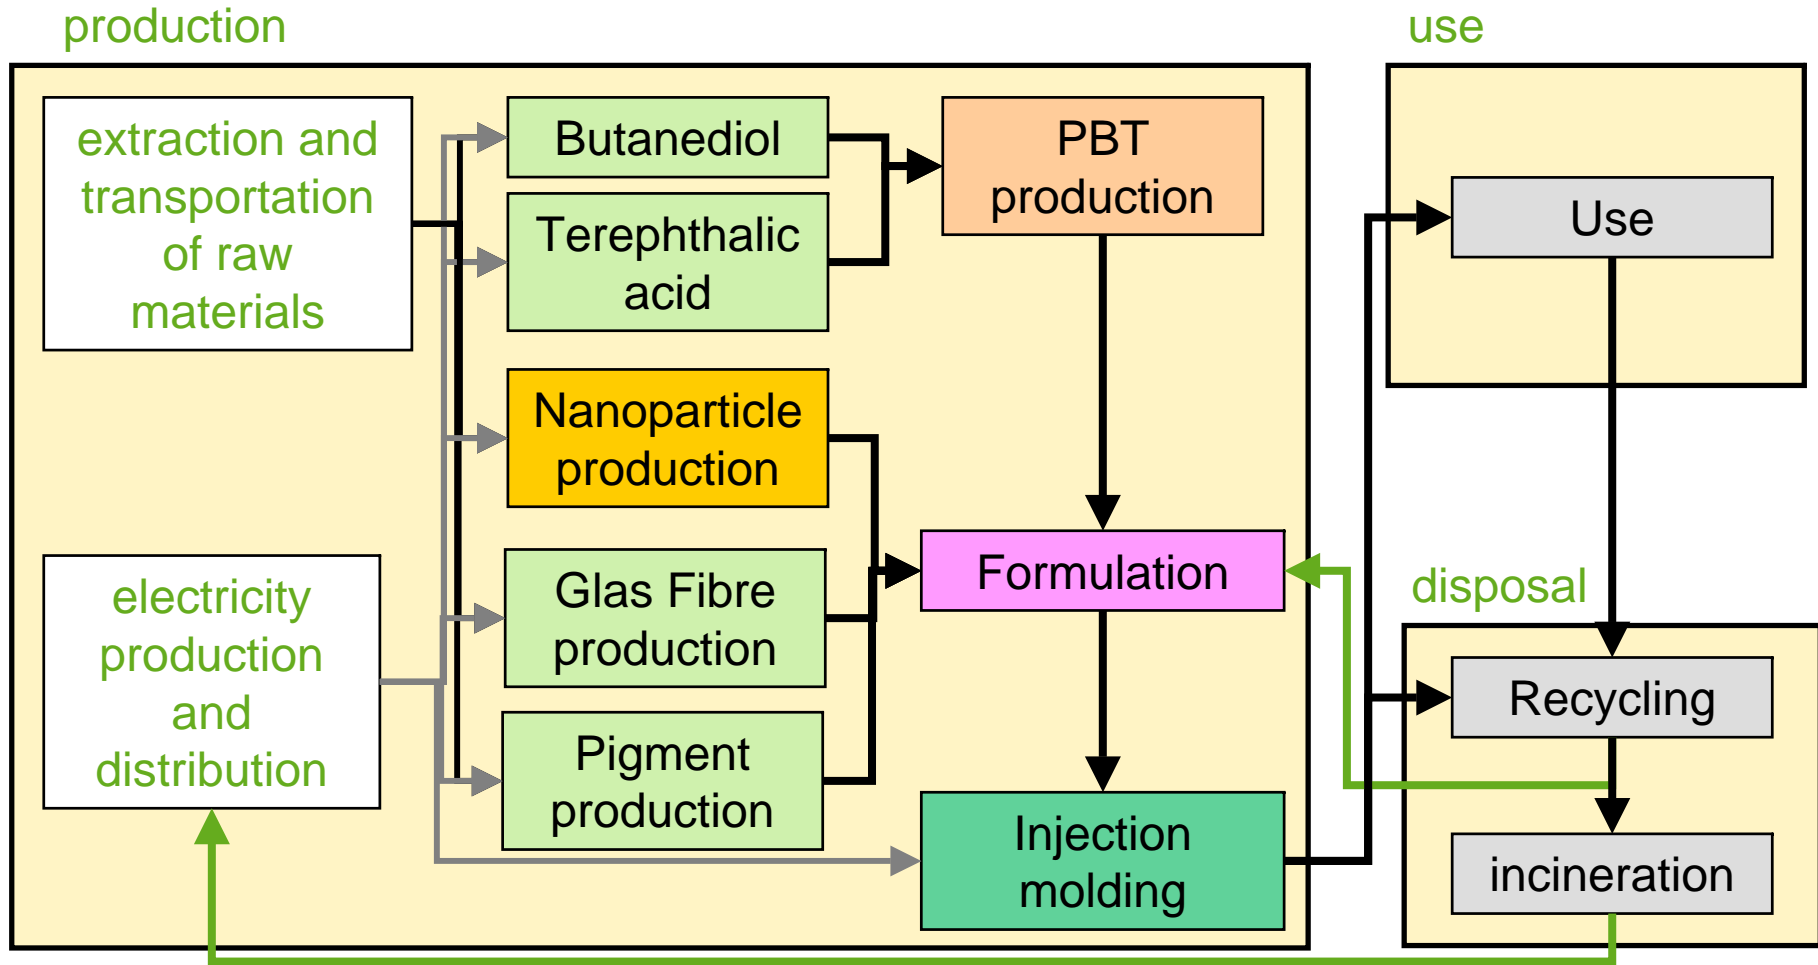 production
extraction and
transportation
of raw
materials
electricity
production
and
distribution
Butanediol
Terephthalic
acid
Nanoparticle
production
Glas Fibre
production
Pigment
production
PBT
production
Formulation
Injection
molding
use
Use
disposal
Recycling
incineration